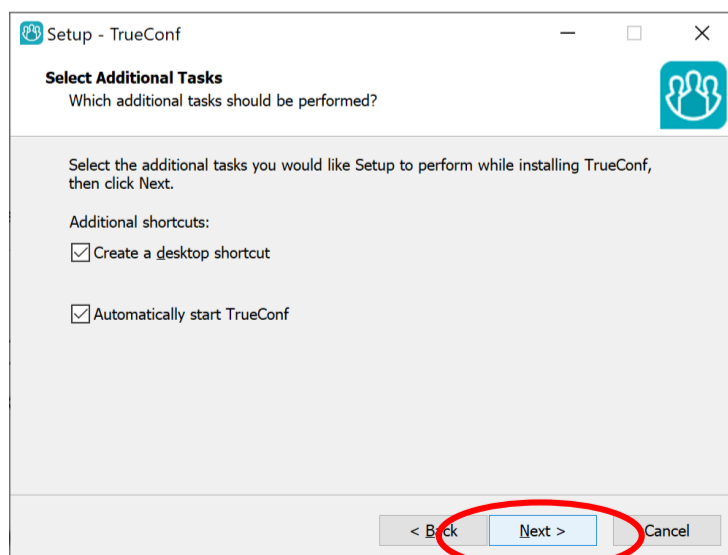 Setup - TrueConf
Select Additional Tasks
Which additional tasks should be performed?
Select the additional tasks you would like Setup to perform while installing TrueConf,
then click Next.
Additional shortcuts:
Create a desktop shortcut
Automatically start TrueConf
< Back Next > Cancel